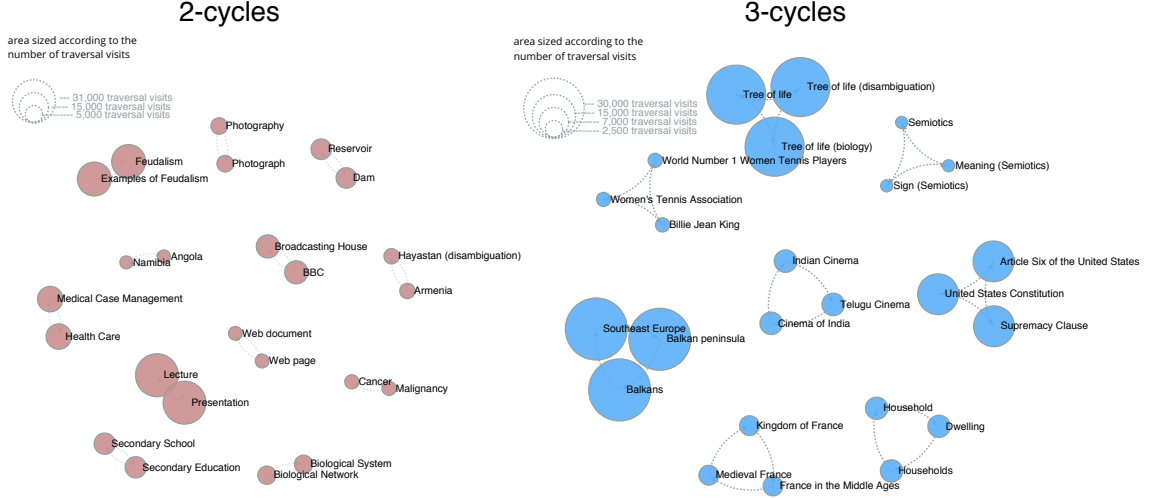 2-cycles
area sized according to the
number of traversal visits
31,000 traversal visits
15,000 traversal visits
5,000 traversal visits
Photography
Photograph
Reservoir
Dam
Feudalism
Examples of Feudalism
Angola
Namibia
Broadcasting House
BBC
Hayastan (disambiguation)
Armenia
Medical Case Management
Health Care
Web document
Web page
Lecture
Presentation
Cancer
Malignancy
Secondary School
Secondary Education
Biological System
Biological Network
3-cycles
area sized according to the
number of traversal visits
30,000 traversal visits
15,000 traversal visits
7,000 traversal visits
2,500 traversal visits
Tree of life
Tree of life (disambiguation)
Tree of life (biology)
Semiotics
Meaning (Semiotics)
Sign (Semiotics)
World Number 1 Women Tennis Players
Women's Tennis Association
Billie Jean King
Indian Cinema
Telugu Cinema
Cinema of India
Article Six of the United States
United States Constitution
Supremacy Clause
Southeast Europe
Balkan peninsula
Balkans
Kingdom of France
Medieval France
France in the Middle Ages
Household
Dwelling
Households